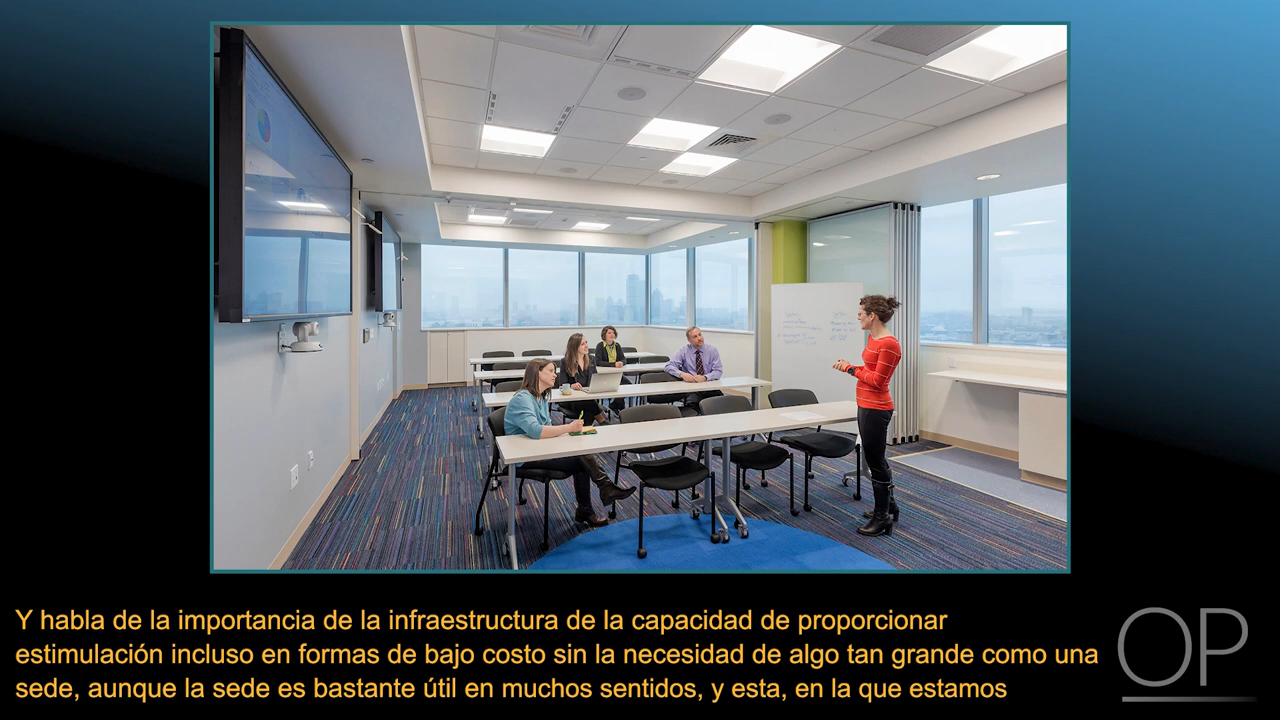 Y habla de la importancia de la infraestructura de la capacidad de proporcionar
estimulación incluso en formas de bajo costo sin la necesidad de algo tan grande como una
sede, aunque la sede es bastante útil en muchos sentidos, y esta, en la que estamos
OP